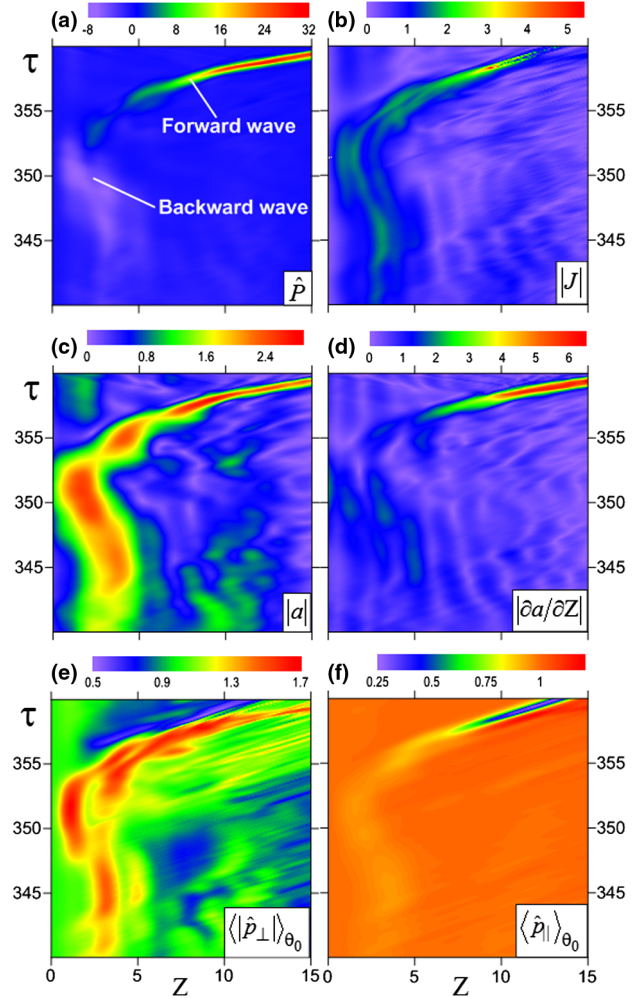 (a) -8 0 8 16 24 32
τ
355
350
345
Forward wave
Backward wave
P̂
(b) 0 1 2 3 4 5
355
350
345
|J|
(c) 0 0.8 1.6 2.4
τ
355
350
345
|a|
(d) 0 1 2 3 4 5 6
355
350
345
|∂a/∂Z|
(e) 0.5 0.9 1.3 1.7
τ
355
350
345
⟨|p̂⊥|⟩θ₀
0 5 10 15
Z
(f) 0.25 0.5 0.75 1
355
350
345
⟨p̂∥⟩θ₀
0 5 10 15
Z